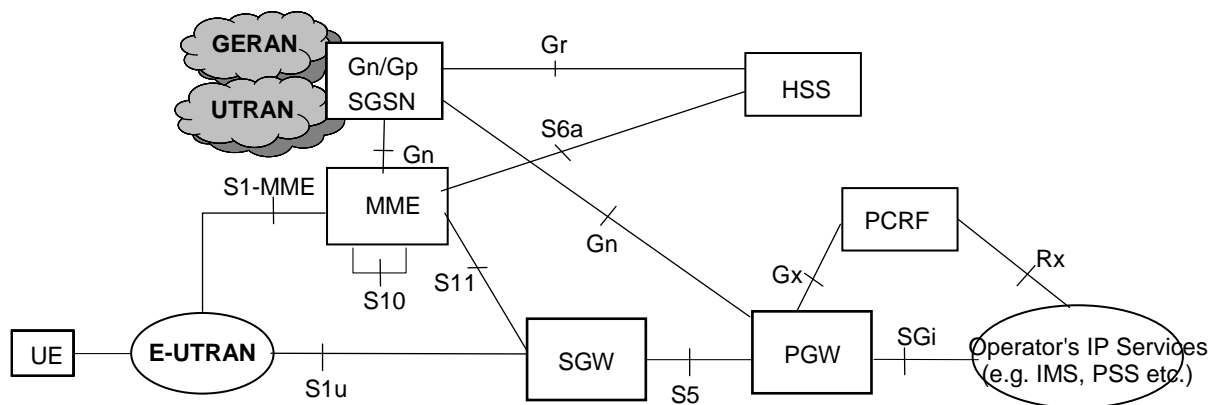 GERAN
UTRAN
Gn/Gp
SGSN
Gr
HSS
S6a
Gn
S1-MME
MME
S10
S11
Gn
PCRF
Gx
Rx
UE
E-UTRAN
S1u
SGW
S5
PGW
SGi
Operator's IP Services
(e.g. IMS, PSS etc.)